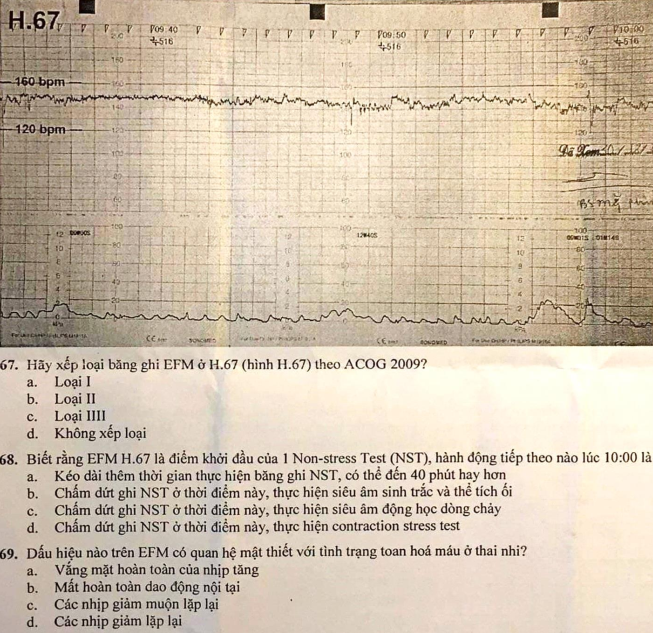 H.67
09:40
516
09:50
516
10:00
516
160 bpm
120 bpm
Đã Xem
67. Hãy xếp loại băng ghi EFM ở H.67 (hình H.67) theo ACOG 2009?
a. Loại I
b. Loại II
c. Loại IIII
d. Không xếp loại
68. Biết rằng EFM H.67 là điểm khởi đầu của 1 Non-stress Test (NST), hành động tiếp theo nào lúc 10:00 là
a. Kéo dài thêm thời gian thực hiện băng ghi NST, có thể đến 40 phút hay hơn
b. Chấm dứt ghi NST ở thời điểm này, thực hiện siêu âm sinh trắc và thể tích ối
c. Chấm dứt ghi NST ở thời điểm này, thực hiện siêu âm động học dòng chảy
d. Chấm dứt ghi NST ở thời điểm này, thực hiện contraction stress test
69. Dấu hiệu nào trên EFM có quan hệ mật thiết với tình trạng toan hoá máu ở thai nhi?
a. Vắng mặt hoàn toàn của nhịp tăng
b. Mất hoàn toàn dao động nội tại
c. Các nhịp giảm muộn lặp lại
d. Các nhịp giảm lặp lại